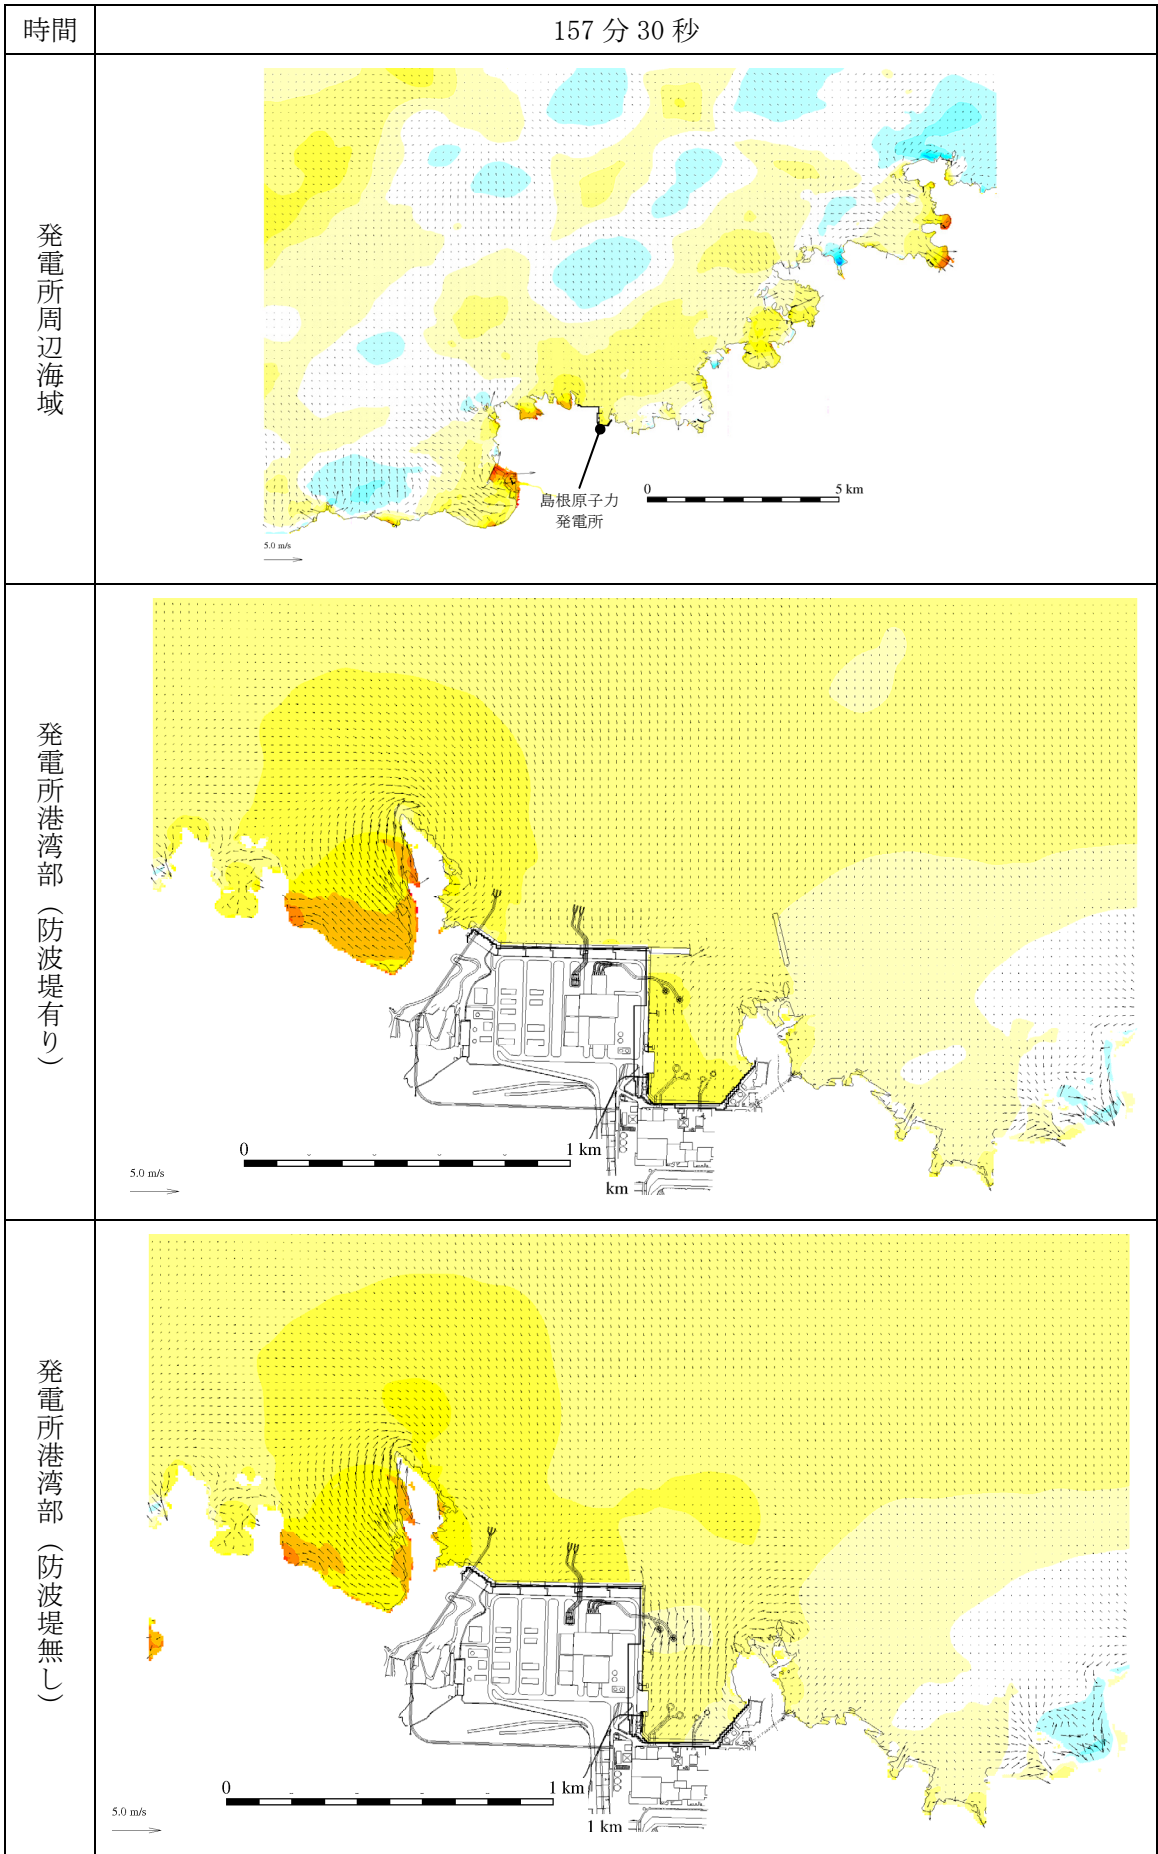 時間
157 分 30 秒
発電所周辺海域
島根原子力
発電所
0
5 km
5.0 m/s
発電所港湾部（防波堤有り）
0
1 km
5.0 m/s
km
発電所港湾部（防波堤無し）
0
1 km
5.0 m/s
1 km